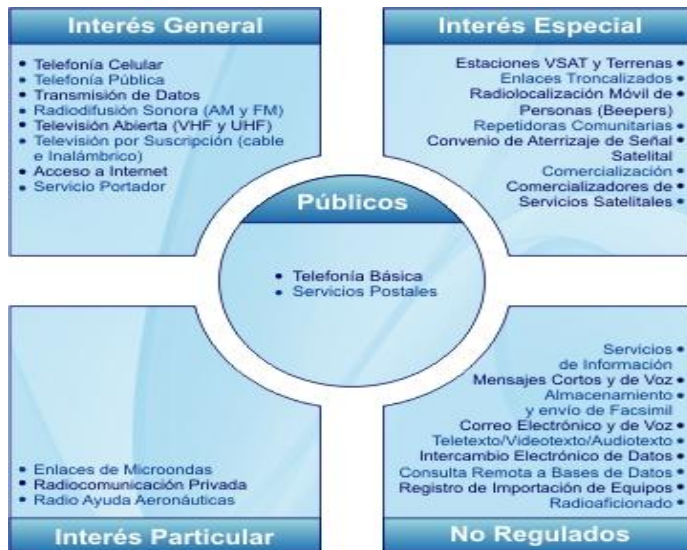 Interés General
• Telefonía Celular
• Telefonía Pública
• Transmisión de Datos
• Radiodifusión Sonora (AM y FM)
• Televisión Abierta (VHF y UHF)
• Televisión por Suscripción (cable
e Inalámbrico)
• Acceso a Internet
• Servicio Portador
Interés Especial
Estaciones VSAT y Terrenas •
Enlaces Troncalizados •
Radiolocalización Móvil de •
Personas (Beepers)
Repetidoras Comunitarias •
Convenio de Aterrizaje de Señal •
Satelital
Comercialización •
Comercializadores de •
Servicios Satelitales •
Públicos
• Telefonía Básica
• Servicios Postales
• Enlaces de Microondas
• Radiocomunicación Privada
• Radio Ayuda Aeronáuticas
Interés Particular
Servicios •
de Información
Mensajes Cortos y de Voz •
Almacenamiento •
y envío de Facsimil
Correo Electrónico y de Voz •
Teletexto/Videotexto/Audiotexto •
Intercambio Electrónico de Datos •
Consulta Remota a Bases de Datos •
Registro de Importación de Equipos •
Radioaficionado •
No Regulados